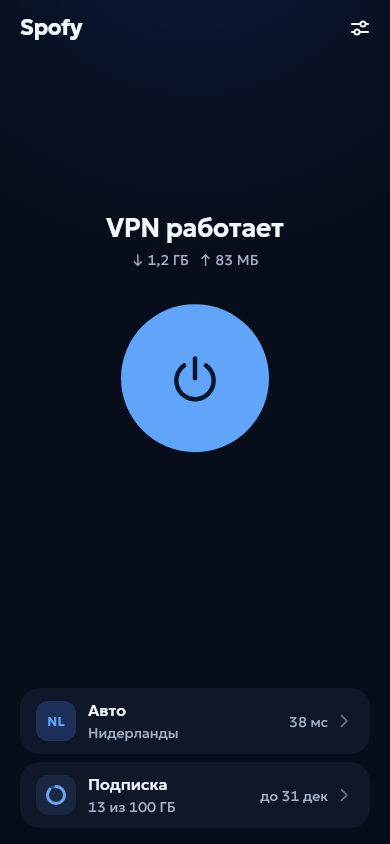 Spofy
VPN работает
↓ 1,2 ГБ ↑ 83 МБ
NL
Авто
Нидерланды
38 мс
Подписка
13 из 100 ГБ
до 31 дек